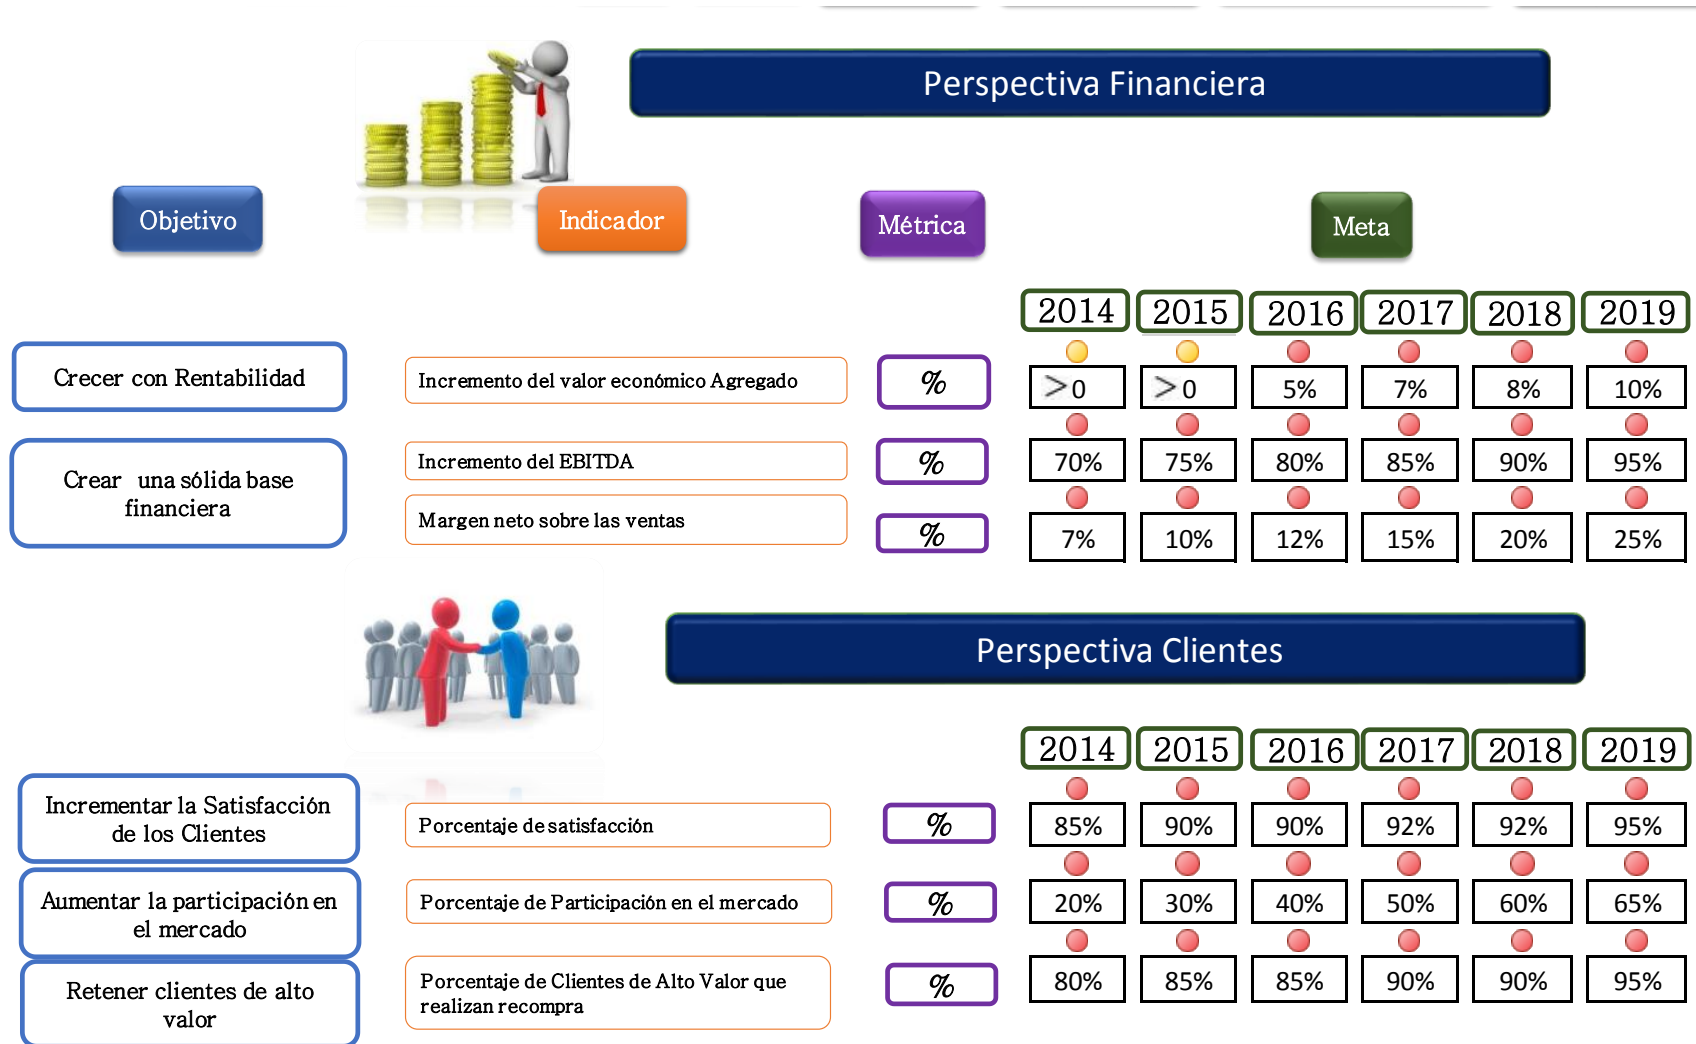 Perspectiva Financiera
Objetivo
Indicador
Métrica
Meta
2014 2015 2016 2017 2018 2019
Crecer con Rentabilidad
Incremento del valor económico Agregado
%
>0 >0 5% 7% 8% 10%
Crear una sólida base
financiera
Incremento del EBITDA
%
70% 75% 80% 85% 90% 95%
Margen neto sobre las ventas
%
7% 10% 12% 15% 20% 25%
Perspectiva Clientes
2014 2015 2016 2017 2018 2019
Incrementar la Satisfacción
de los Clientes
Porcentaje de satisfacción
%
85% 90% 90% 92% 92% 95%
Aumentar la participación en
el mercado
Porcentaje de Participación en el mercado
%
20% 30% 40% 50% 60% 65%
Retener clientes de alto
valor
Porcentaje de Clientes de Alto Valor que
realizan recompra
%
80% 85% 85% 90% 90% 95%